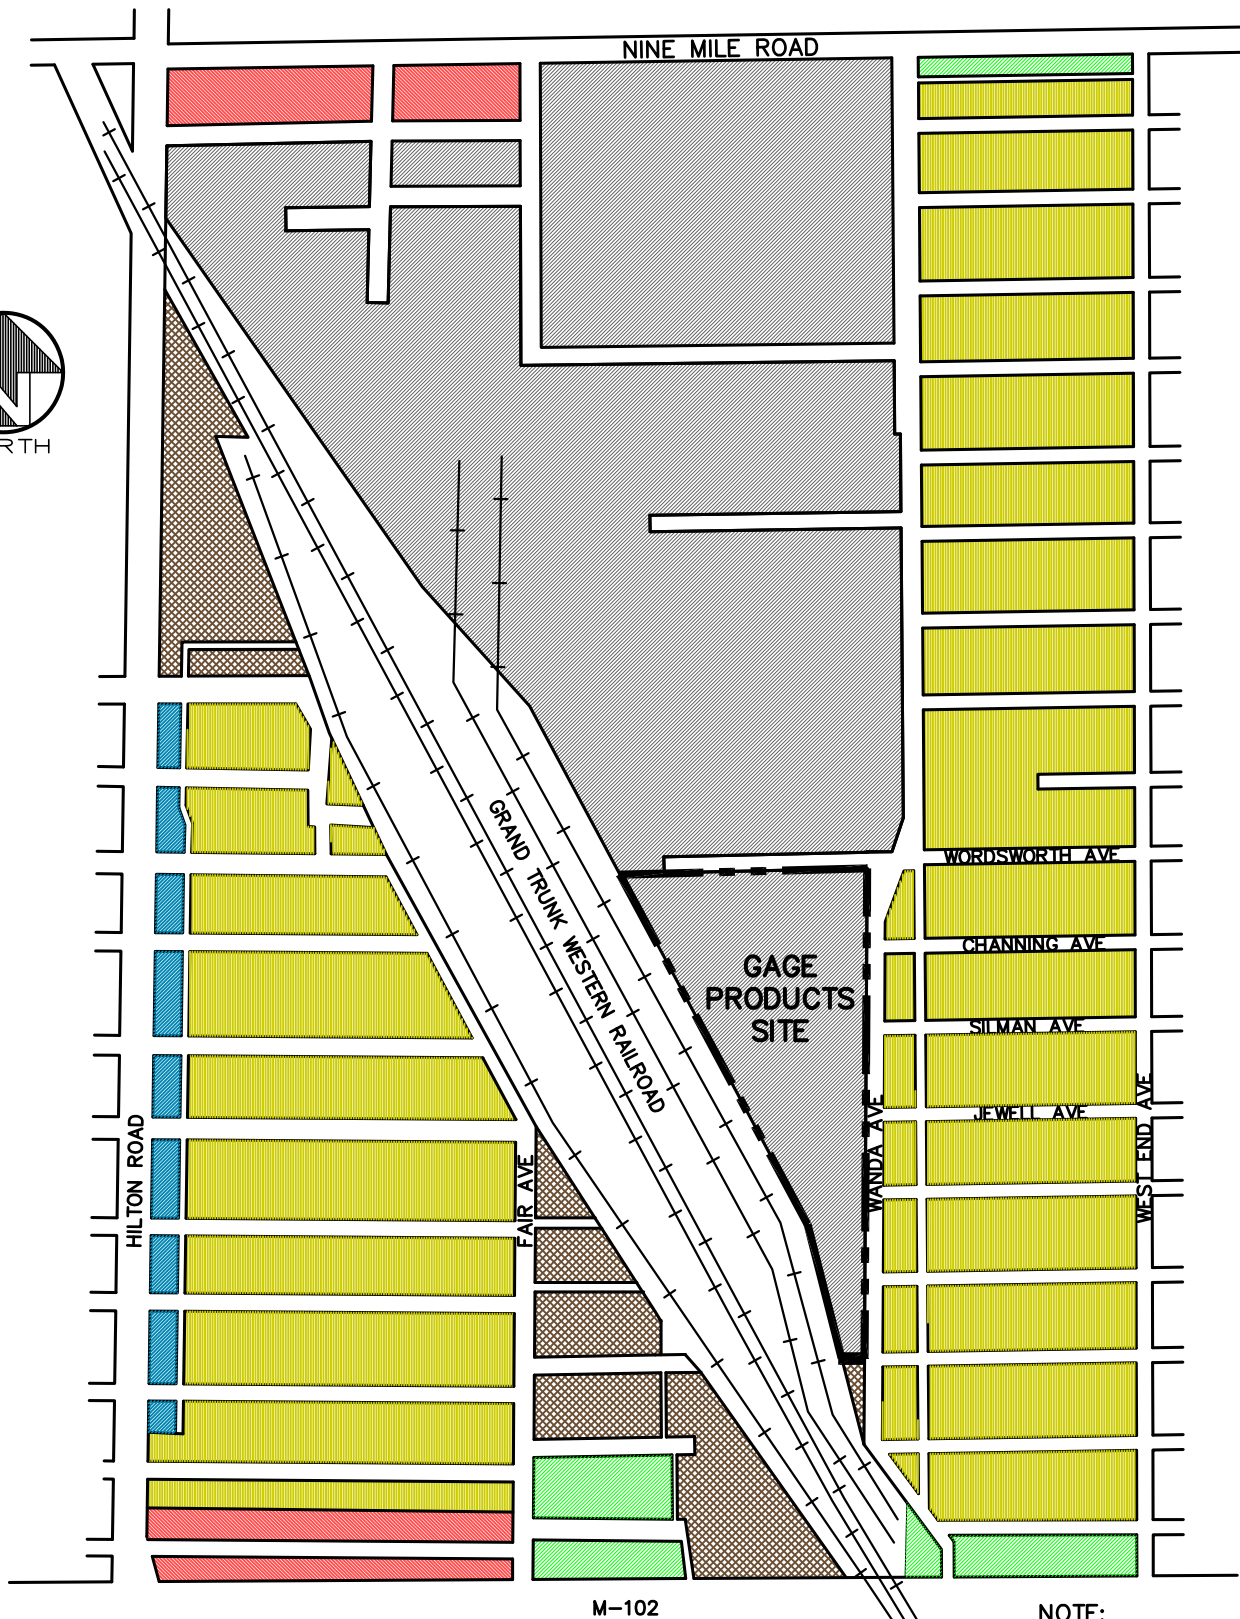 NINE MILE ROAD
RTH
WORDSWORTH AVE
CHANNING AVE
GAGE
PRODUCTS
SITE
SILMAN AVE
JEWELL AVE
GRAND TRUNK WESTERN RAILROAD
HILTON ROAD
FAIR AVE
WANDA AVE
WEST END AVE
M-102
NOTE: